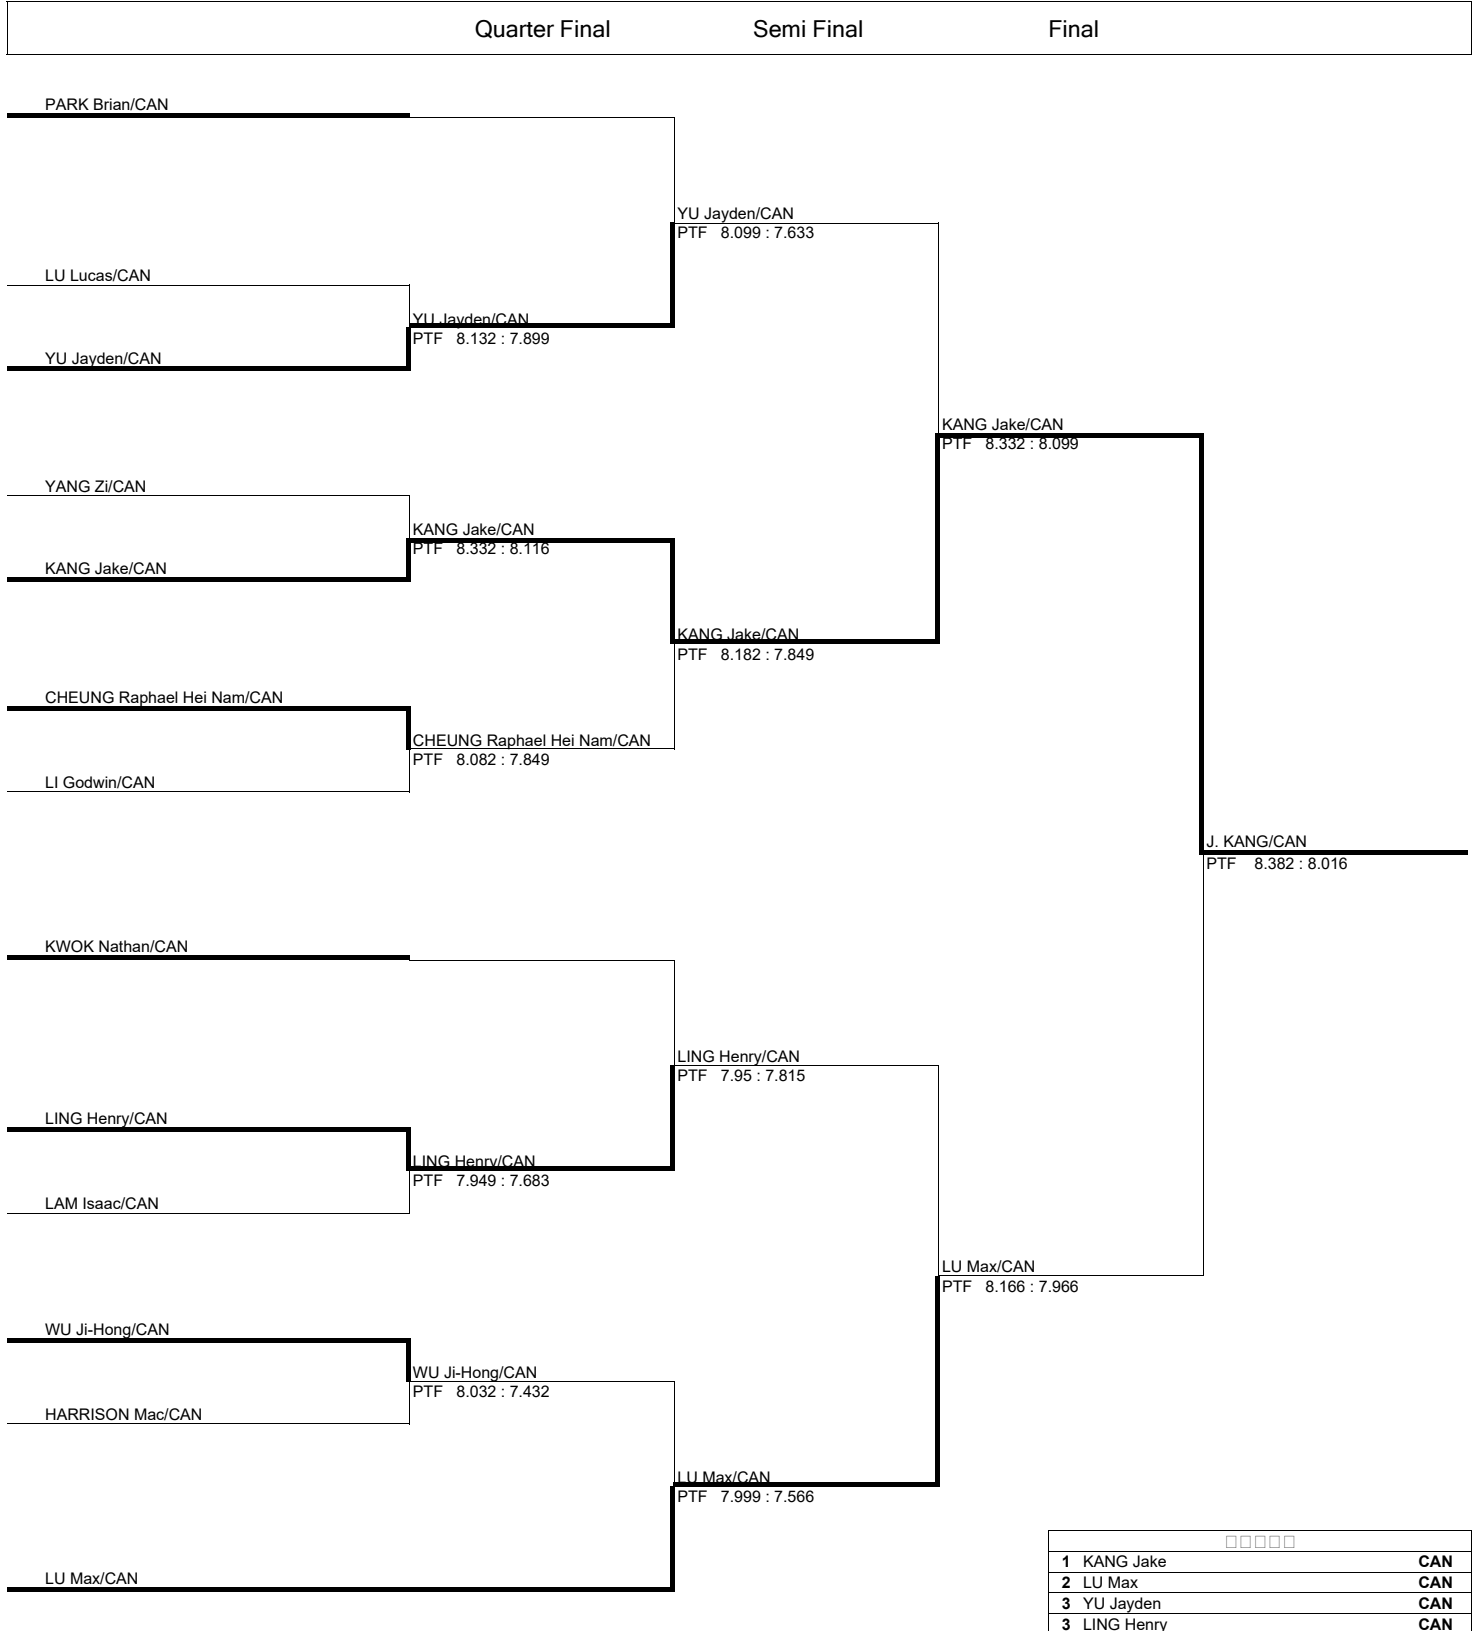 Quarter Final Semi Final Final
PARK Brian/CAN
YU Jayden/CAN
PTF 8.099 : 7.633
LU Lucas/CAN
YU Jayden/CAN
PTF 8.132 : 7.899
YU Jayden/CAN
KANG Jake/CAN
PTF 8.332 : 8.099
YANG Zi/CAN
KANG Jake/CAN
PTF 8.332 : 8.116
KANG Jake/CAN
KANG Jake/CAN
PTF 8.182 : 7.849
CHEUNG Raphael Hei Nam/CAN
CHEUNG Raphael Hei Nam/CAN
PTF 8.082 : 7.849
LI Godwin/CAN
J. KANG/CAN
PTF 8.382 : 8.016
KWOK Nathan/CAN
LING Henry/CAN
PTF 7.95 : 7.815
LING Henry/CAN
LING Henry/CAN
PTF 7.949 : 7.683
LAM Isaac/CAN
LU Max/CAN
PTF 8.166 : 7.966
WU Ji-Hong/CAN
WU Ji-Hong/CAN
PTF 8.032 : 7.432
HARRISON Mac/CAN
LU Max/CAN
PTF 7.999 : 7.566
LU Max/CAN
1 KANG Jake CAN
2 LU Max CAN
3 YU Jayden CAN
3 LING Henry CAN